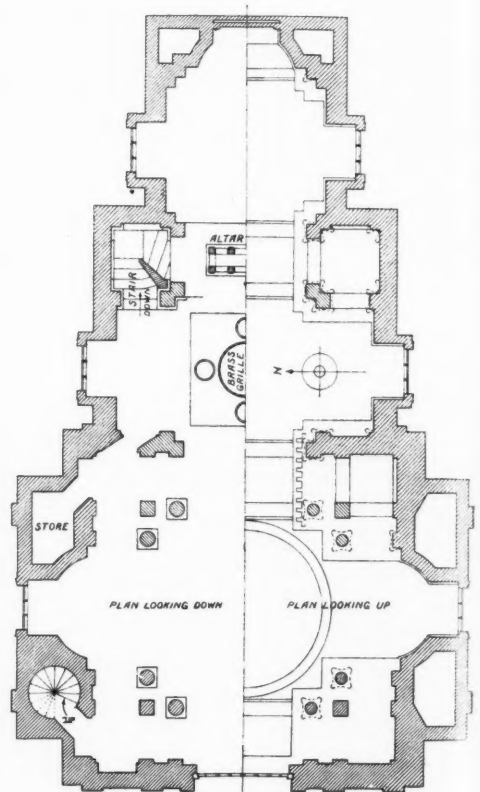 ALTAR
STAIR
DOWN
BRASS
GRILLE
N
STORE
PLAN LOOKING DOWN
PLAN LOOKING UP
UP